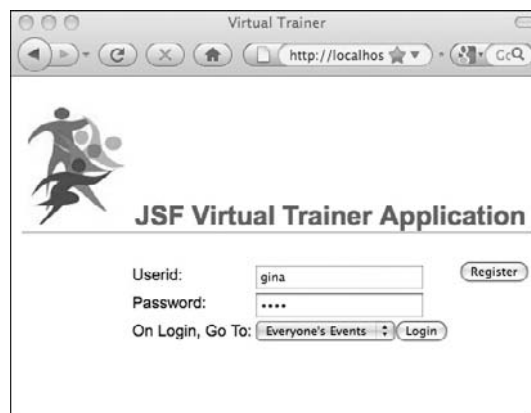 Virtual Trainer
http://localhos
Go
JSF Virtual Trainer Application
Userid:
gina
Register
Password:
••••
On Login, Go To:
Everyone's Events
Login